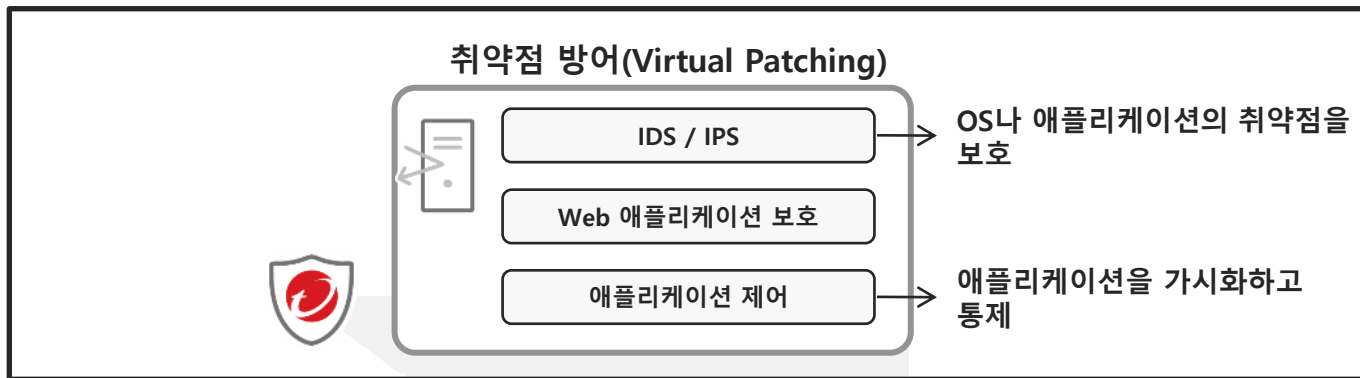 취약점 방어(Virtual Patching)
IDS / IPS
OS나 애플리케이션의 취약점을
보호
Web 애플리케이션 보호
애플리케이션 제어
애플리케이션을 가시화하고
통제